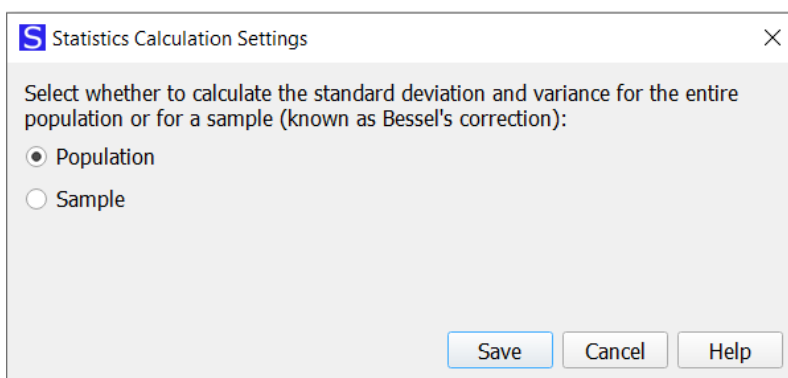 S Statistics Calculation Settings
Select whether to calculate the standard deviation and variance for the entire
population or for a sample (known as Bessel's correction):
Population
Sample
Save Cancel Help